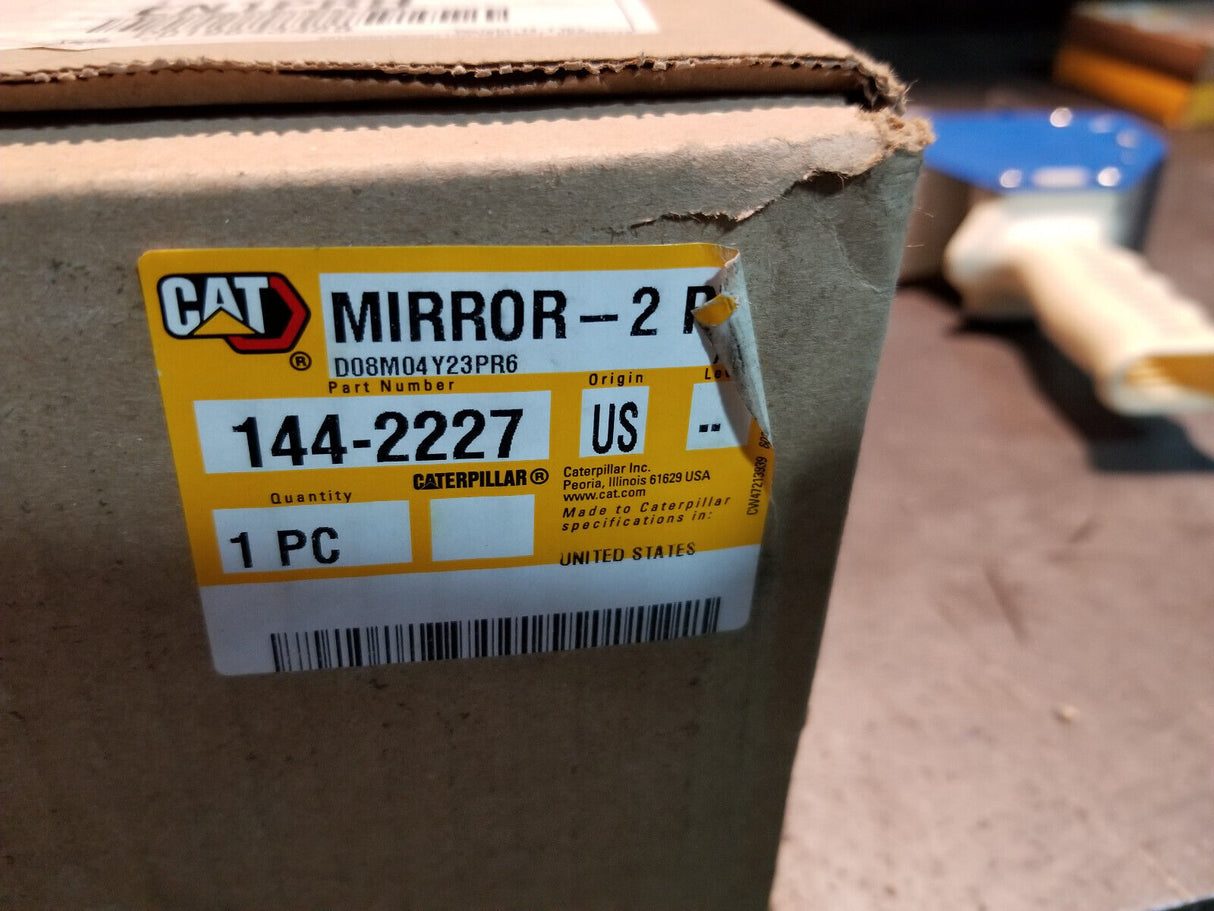 CAT
®
MIRROR-2
D08M04Y23PR6
Part Number
Origin
144-2227
US
--
CATERPILLAR®
Caterpillar Inc.
Peoria, Illinois 61629 USA
www.cat.com
Quantity
Made to Caterpillar
specifications in:
1 PC
UNITED STATES
CW47213939